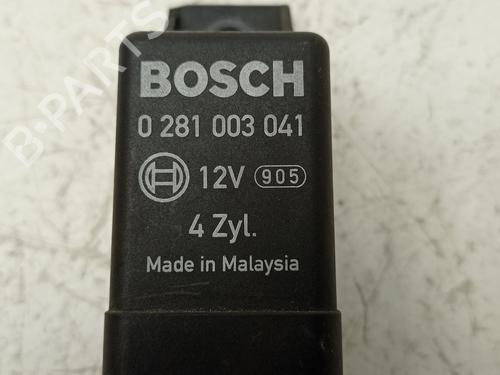 B-PARTS
BOSCH
0 281 003 041
12V 905
4 Zyl.
Made in Malaysia